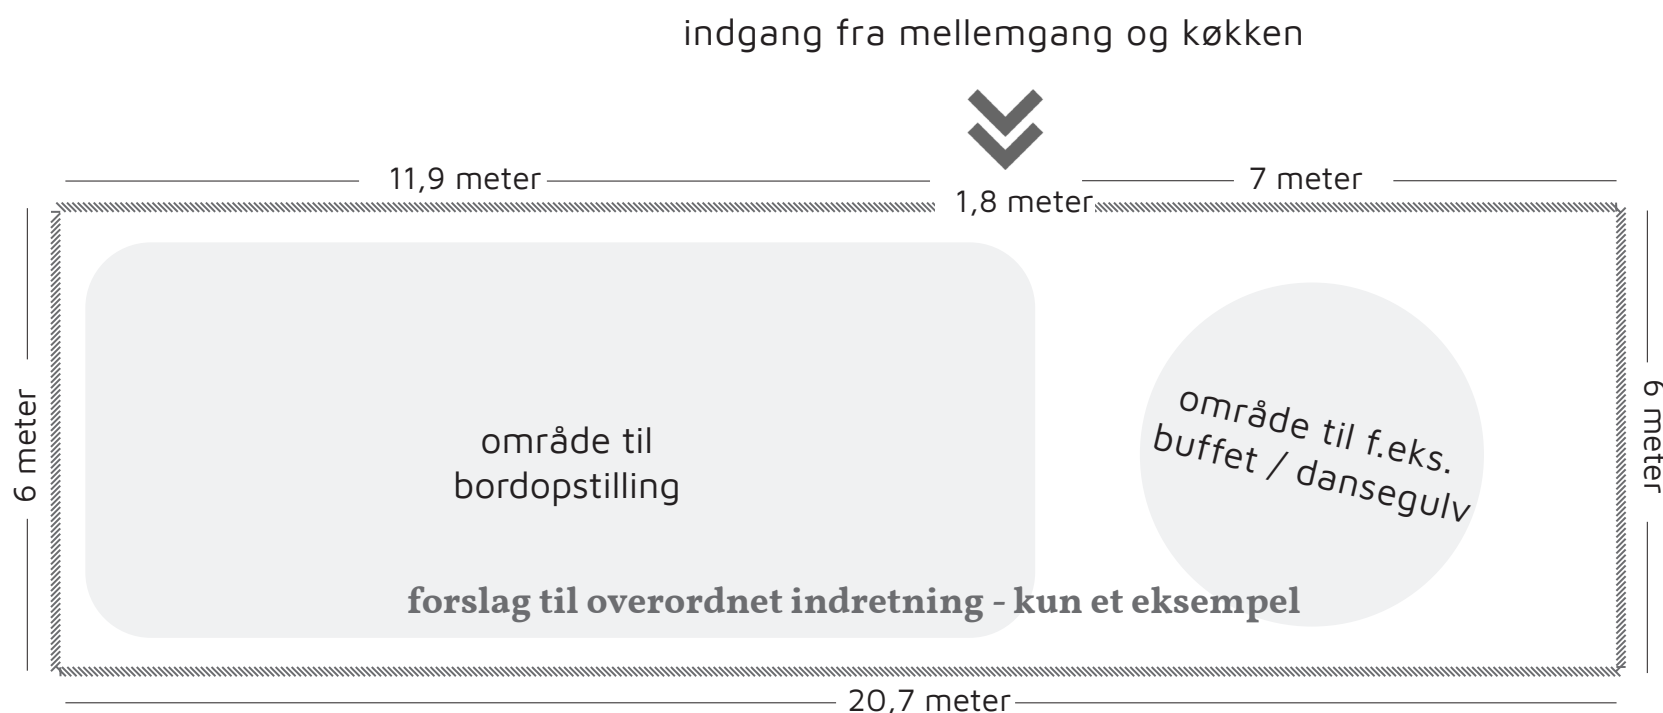 indgang fra mellemgang og køkken
11,9 meter
7 meter
1,8 meter
6 meter
6 meter
område til
bordopstilling
område til f.eks.
buffet / dansegulv
forslag til overordnet indretning - kun et eksempel
20,7 meter